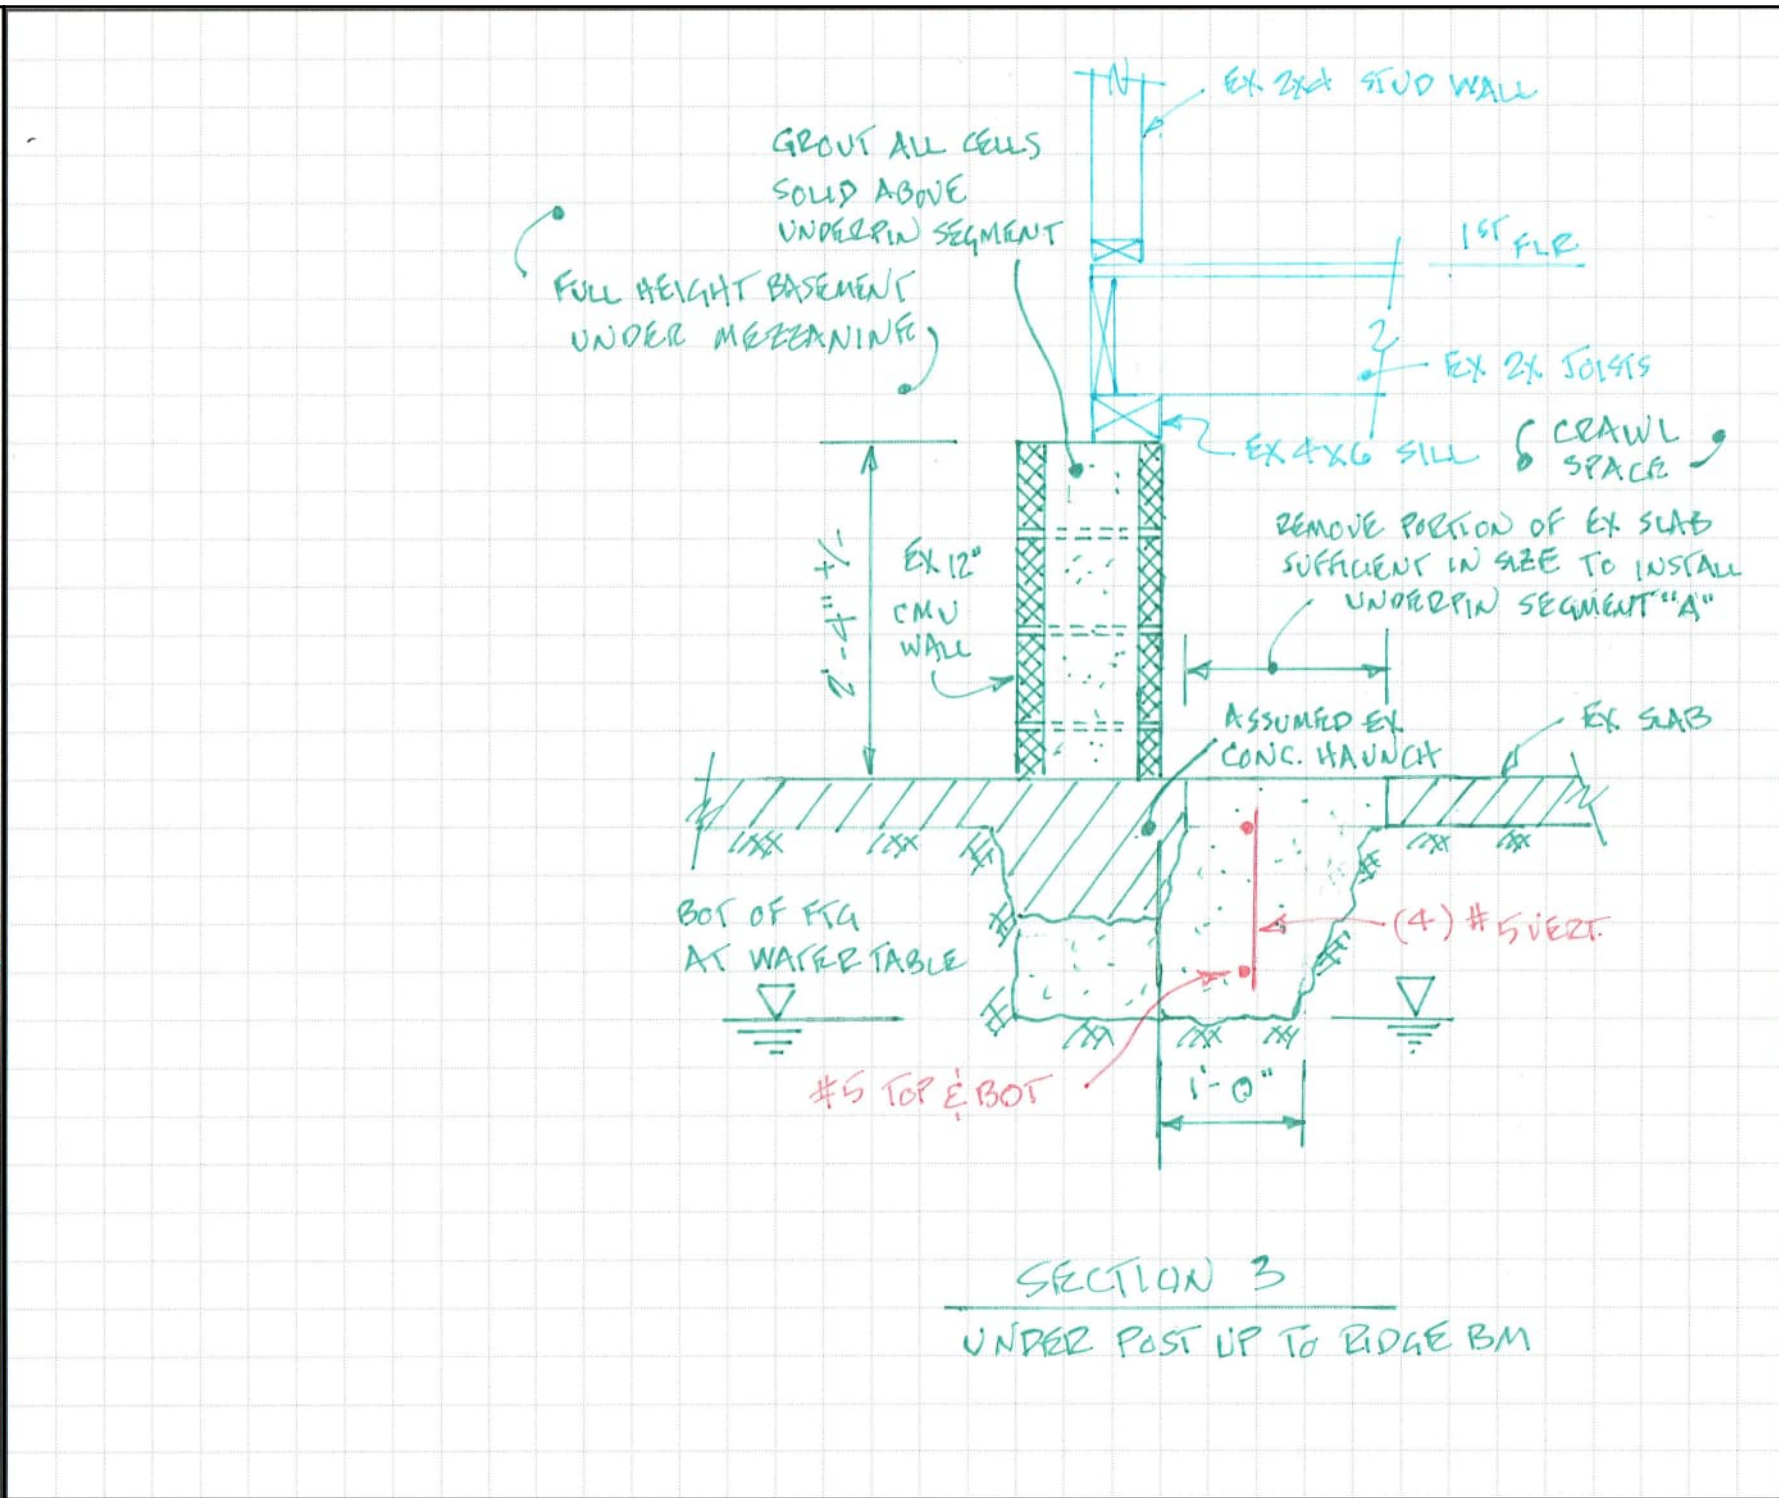 EX 2X4 STUD WALL
GROUT ALL CELLS
SOLID ABOVE
UNDERPIN SEGMENT
1ST FLR
FULL HEIGHT BASEMENT
UNDER MEZZANINE
EX 2X JOISTS
EX 4X6 SILL
CRAWL
SPACE
REMOVE PORTION OF EX SLAB
SUFFICIENT IN SIZE TO INSTALL
UNDERPIN SEGMENT "A"
2'-4" +/-
EX 12"
CMU
WALL
ASSUMED EX.
CONC. HAUNCH
EX. SLAB
BOT OF FTG
AT WATER TABLE
(4) #5 VERT.
#5 TOP & BOT
1'-0"
SECTION 3
UNDER POST UP TO RIDGE BM